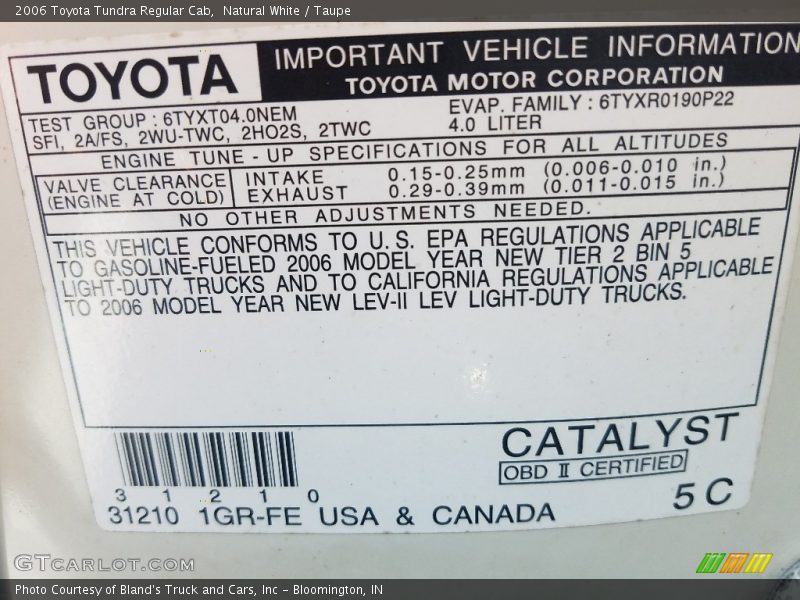 2006 Toyota Tundra Regular Cab, Natural White / Taupe
TOYOTA
IMPORTANT VEHICLE INFORMATION
TOYOTA MOTOR CORPORATION
TEST GROUP : 6TYXT04.0NEM
EVAP. FAMILY : 6TYXR0190P22
SFI, 2A/FS, 2WU-TWC, 2HO2S, 2TWC
4.0 LITER
ENGINE TUNE - UP SPECIFICATIONS FOR ALL ALTITUDES
VALVE CLEARANCE
(ENGINE AT COLD)
INTAKE 0.15-0.25mm (0.006-0.010 in.)
EXHAUST 0.29-0.39mm (0.011-0.015 in.)
NO OTHER ADJUSTMENTS NEEDED.
THIS VEHICLE CONFORMS TO U.S. EPA REGULATIONS APPLICABLE
TO GASOLINE-FUELED 2006 MODEL YEAR NEW TIER 2 BIN 5
LIGHT-DUTY TRUCKS AND TO CALIFORNIA REGULATIONS APPLICABLE
TO 2006 MODEL YEAR NEW LEV-II LEV LIGHT-DUTY TRUCKS.
CATALYST
OBD II CERTIFIED
3 1 2 1 0
5C
31210 1GR-FE USA & CANADA
GTCARLOT.COM
Photo Courtesy of Bland's Truck and Cars, Inc - Bloomington, IN